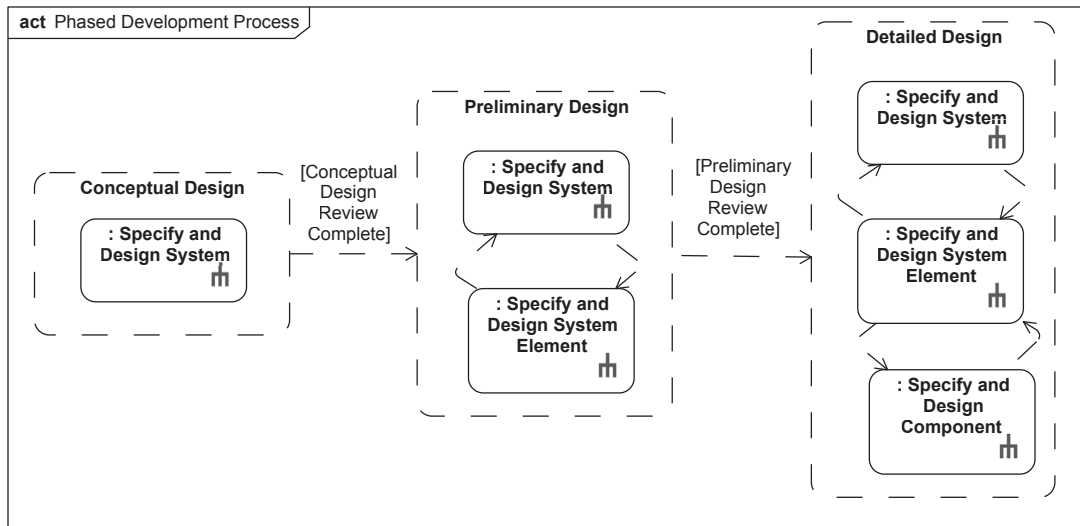 act Phased Development Process
Conceptual Design
: Specify and
Design System
[Conceptual
Design
Review
Complete]
Preliminary Design
: Specify and
Design System
: Specify and
Design System
Element
[Preliminary
Design
Review
Complete]
Detailed Design
: Specify and
Design System
: Specify and
Design System
Element
: Specify and
Design
Component